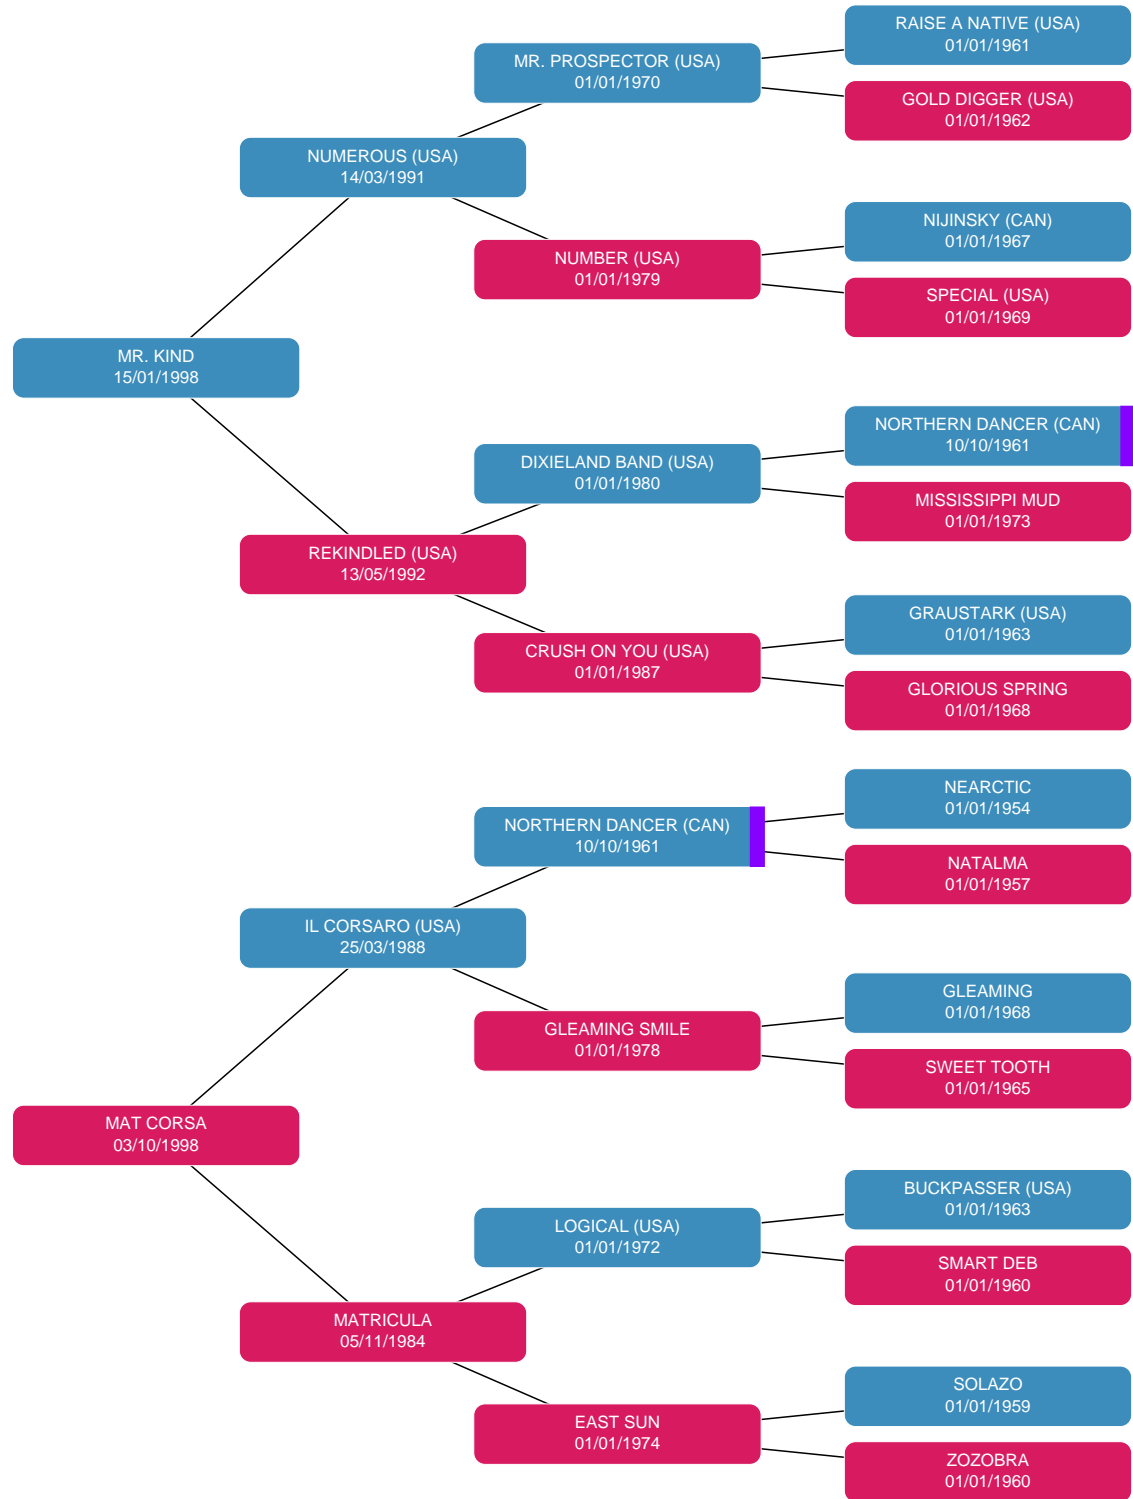 RAISE A NATIVE (USA)
01/01/1961
MR. PROSPECTOR (USA)
01/01/1970
GOLD DIGGER (USA)
01/01/1962
NUMEROUS (USA)
14/03/1991
NIJINSKY (CAN)
01/01/1967
NUMBER (USA)
01/01/1979
SPECIAL (USA)
01/01/1969
MR. KIND
15/01/1998
NORTHERN DANCER (CAN)
10/10/1961
DIXIELAND BAND (USA)
01/01/1980
MISSISSIPPI MUD
01/01/1973
REKINDLED (USA)
13/05/1992
GRAUSTARK (USA)
01/01/1963
CRUSH ON YOU (USA)
01/01/1987
GLORIOUS SPRING
01/01/1968
NEARCTIC
01/01/1954
NORTHERN DANCER (CAN)
10/10/1961
NATALMA
01/01/1957
IL CORSARO (USA)
25/03/1988
GLEAMING
01/01/1968
GLEAMING SMILE
01/01/1978
SWEET TOOTH
01/01/1965
MAT CORSA
03/10/1998
BUCKPASSER (USA)
01/01/1963
LOGICAL (USA)
01/01/1972
SMART DEB
01/01/1960
MATRICULA
05/11/1984
SOLAZO
01/01/1959
EAST SUN
01/01/1974
ZOZOBRA
01/01/1960